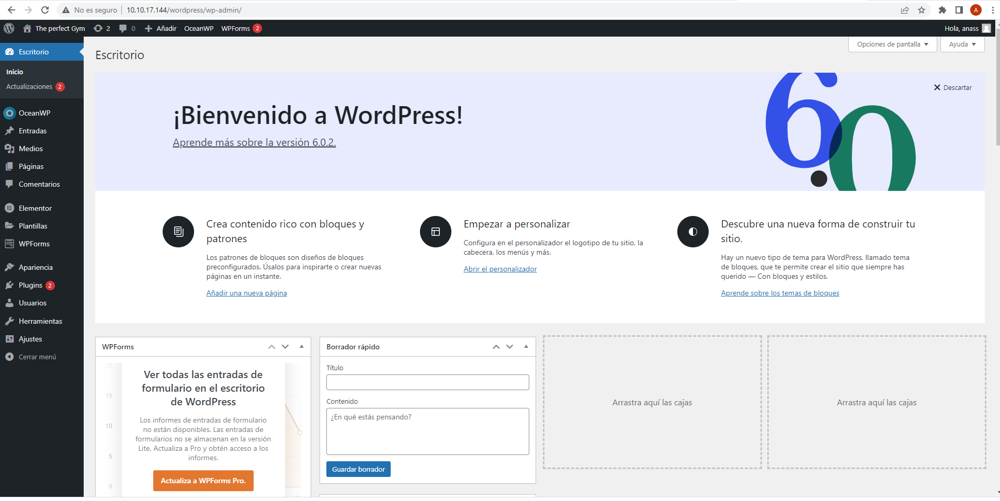 No es seguro
10.10.17.144/wordpress/wp-admin/
A
The perfect Gym
2
0
Añadir
OceanWP
WPForms
2
Hola, anass
Escritorio
Inicio
Actualizaciones 2
OceanWP
Entradas
Medios
Páginas
Comentarios
Elementor
Plantillas
WPForms
Apariencia
Plugins 2
Usuarios
Herramientas
Ajustes
Cerrar menú
Escritorio
Opciones de pantalla
Ayuda
¡Bienvenido a WordPress!
Aprende más sobre la versión 6.0.2.
6.0
Descartar
Crea contenido rico con bloques y
patrones
Los patrones de bloques son diseños de bloques
preconfigurados. Úsalos para inspirarte o crear nuevas
páginas en un instante.
Añadir una nueva página
Empezar a personalizar
Configura en el personalizador el logotipo de tu sitio, la
cabecera, los menús y más.
Abrir el personalizador
Descubre una nueva forma de construir tu
sitio.
Hay un nuevo tipo de tema para WordPress, llamado tema
de bloques, que te permite crear el sitio que siempre has
querido — Con bloques y estilos.
Aprende sobre los temas de bloques
WPForms
20
15
10
5
0
Ver todas las entradas de
formulario en el escritorio
de WordPress
Los informes de entradas de formulario
no están disponibles. Las entradas de
formularios no se almacenan en la versión
Lite. Actualiza a Pro y obtén acceso a los
informes.
Actualiza a WPForms Pro.
Borrador rápido
Título
Contenido
¿En qué estás pensando?
Guardar borrador
Arrastra aquí las cajas
Arrastra aquí las cajas